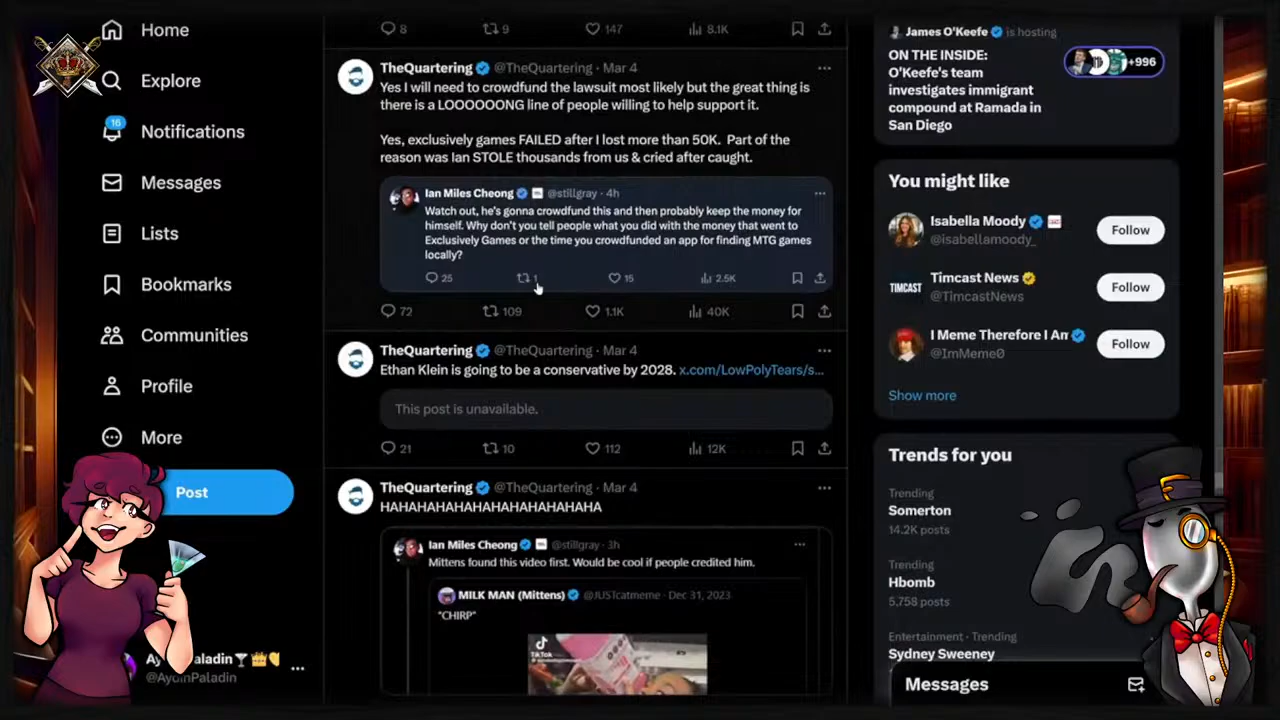 Home
Explore
16
Notifications
Messages
Lists
Bookmarks
Communities
Profile
More
Post
@AydinPaladin
8 9 147 8.1K
TheQuartering @TheQuartering · Mar 4
Yes I will need to crowdfund the lawsuit most likely but the great thing is
there is a LOOOOOONG line of people willing to help support it.
Yes, exclusively games FAILED after I lost more than 50K. Part of the
reason was Ian STOLE thousands from us & cried after caught.
Ian Miles Cheong @stillgray · 4h
Watch out, he's gonna crowdfund this and then probably keep the money for
himself. Why don't you tell people what you did with the money that went to
Exclusively Games or the time you crowdfunded an app for finding MTG games
locally?
25 1 15 2.5K
72 109 1.1K 40K
TheQuartering @TheQuartering · Mar 4
Ethan Klein is going to be a conservative by 2028. x.com/LowPolyTears/s...
This post is unavailable.
21 10 112 12K
TheQuartering @TheQuartering · Mar 4
HAHAHAHAHAHAHAHAHAHAHA
Ian Miles Cheong @stillgray · 3h
Mittens found this video first. Would be cool if people credited him.
MILK MAN (Mittens) @JUSTcatmeme · Dec 31, 2023
*CHIRP*
TikTok
James O'Keefe is hosting
ON THE INSIDE:
O'Keefe's team
investigates immigrant
compound at Ramada in
San Diego
+996
You might like
Isabella Moody
@isabellamoody_
Follow
Timcast News
@TimcastNews
Follow
TIMCAST
I Meme Therefore I Am
@ImMeme0
Follow
Show more
Trends for you
Trending
Somerton
14.2K posts
Trending
Hbomb
5,758 posts
Entertainment · Trending
Sydney Sweeney
Messages